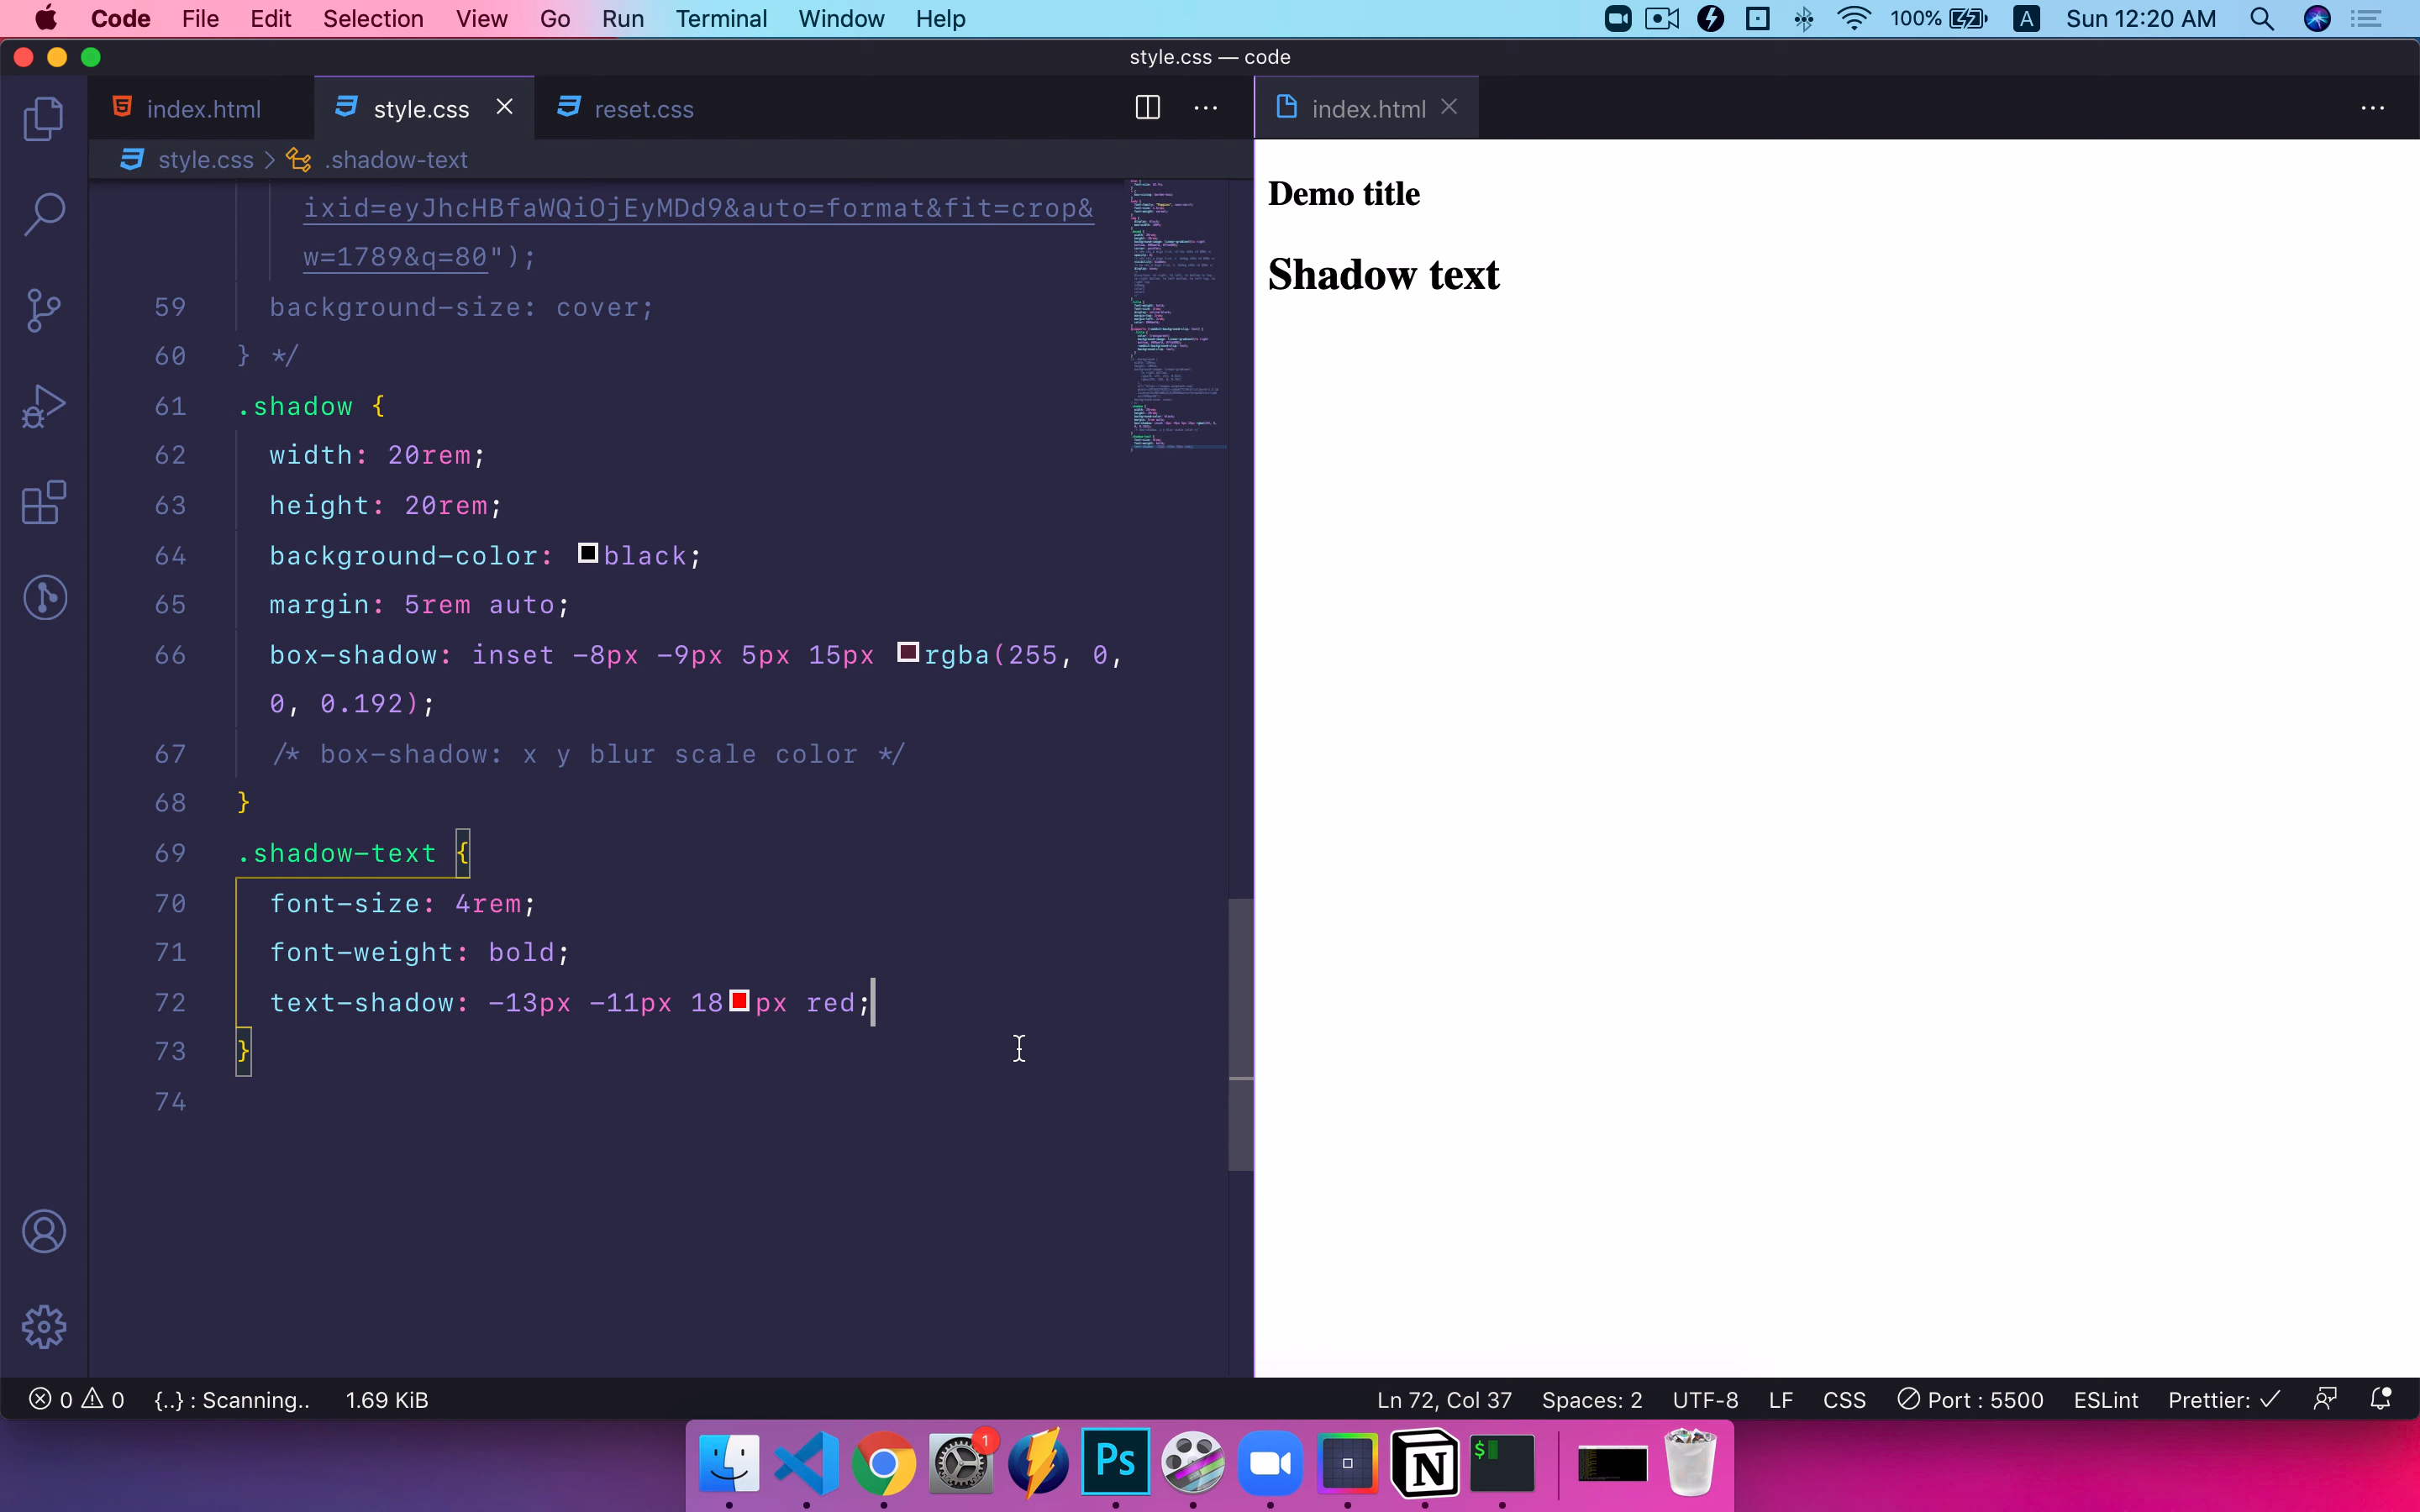 Code File Edit Selection View Go Run Terminal Window Help 100% A Sun 12:20 AM
style.css — code
index.html style.css reset.css index.html
style.css > .shadow-text
ixid=eyJhcHBfaWQiOjEyMDd9&auto=format&fit=crop&
w=1789&q=80");
59 background-size: cover;
60 } */
61 .shadow {
62 width: 20rem;
63 height: 20rem;
64 background-color: black;
65 margin: 5rem auto;
66 box-shadow: inset -8px -9px 5px 15px rgba(255, 0,
0, 0.192);
67 /* box-shadow: x y blur scale color */
68 }
69 .shadow-text {
70 font-size: 4rem;
71 font-weight: bold;
72 text-shadow: -13px -11px 18px red;
73 }
74
Demo title
Shadow text
0 0 {..} : Scanning.. 1.69 KiB Ln 72, Col 37 Spaces: 2 UTF-8 LF CSS Port : 5500 ESLint Prettier: ✓
1
Ps
N
$